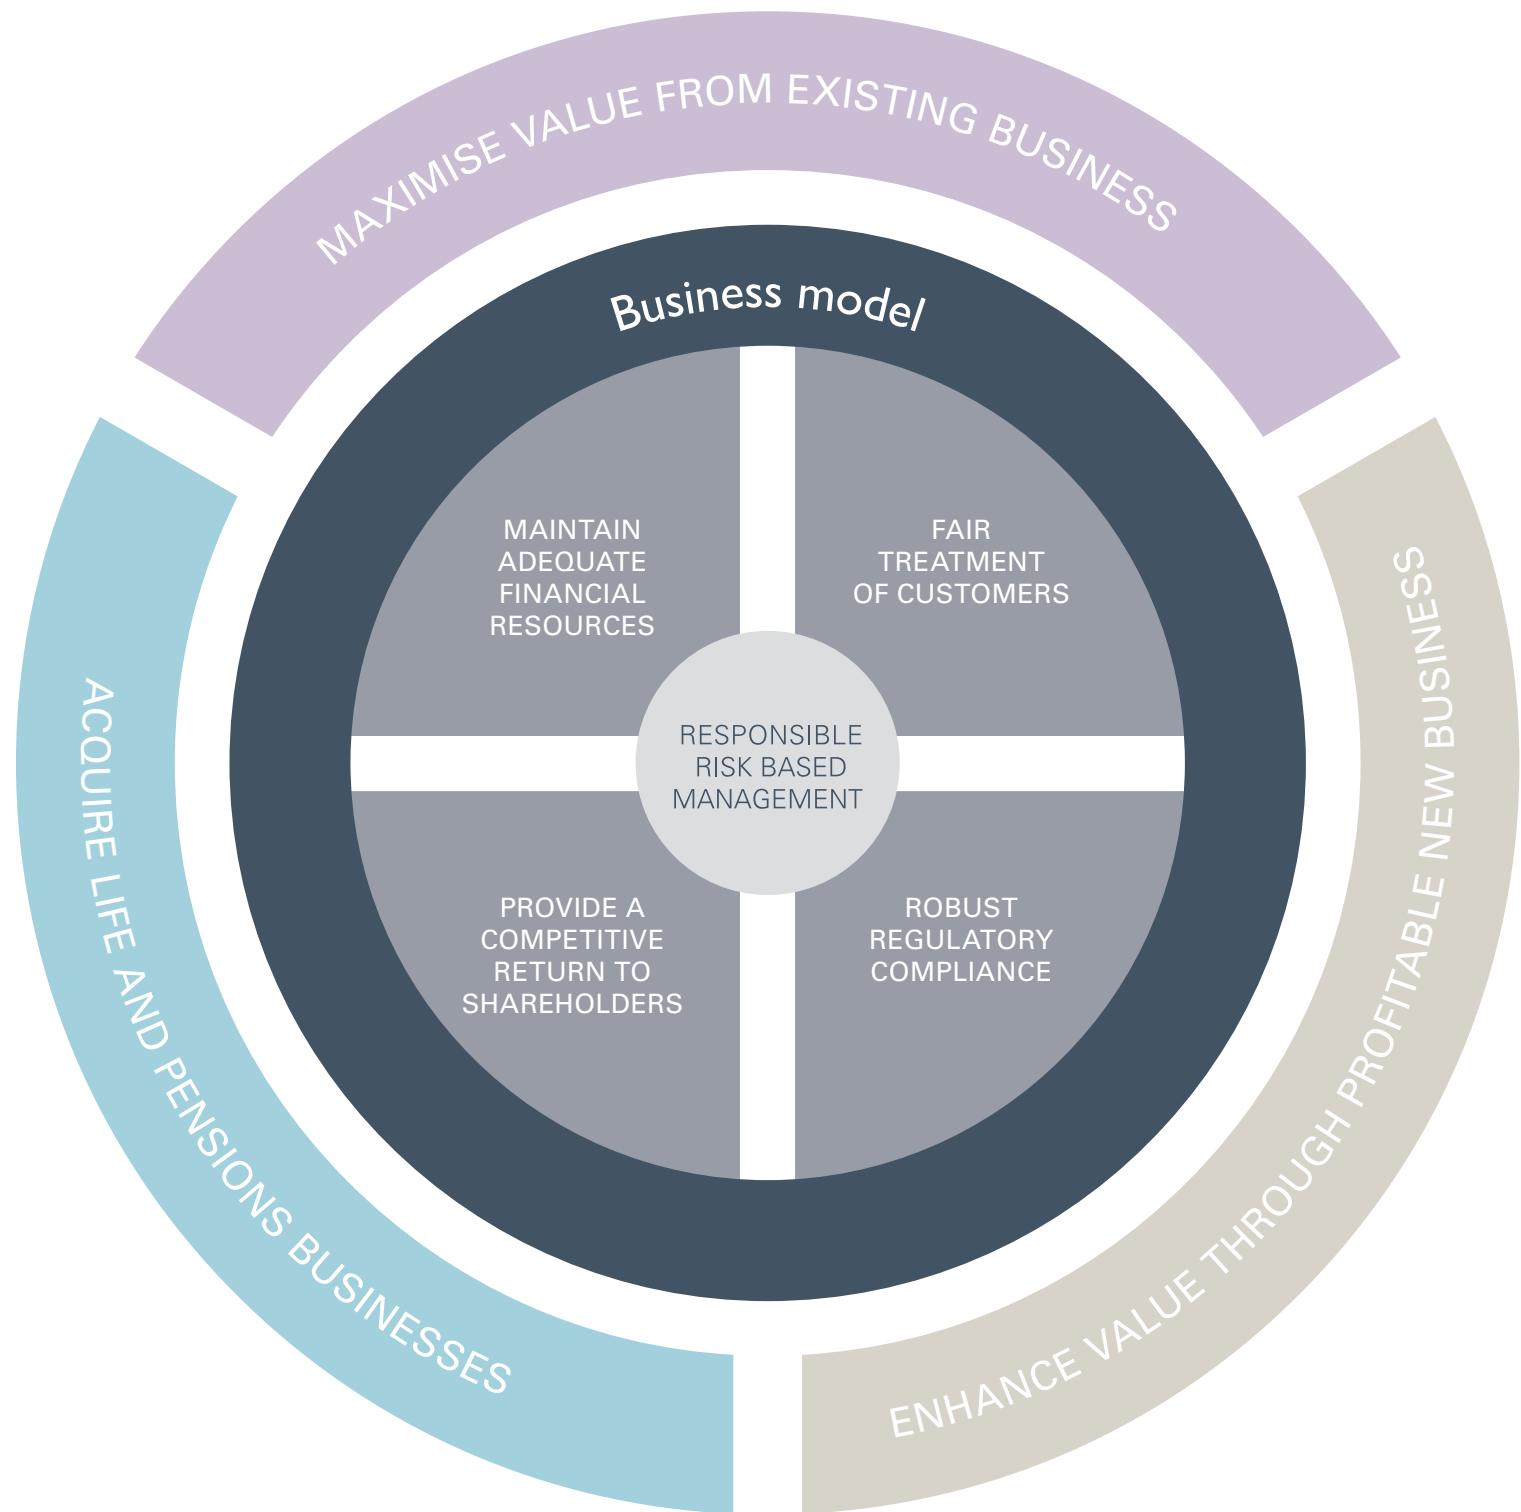 MAXIMISE VALUE FROM EXISTING BUSINESS
Business model
MAINTAIN
ADEQUATE
FINANCIAL
RESOURCES
FAIR
TREATMENT
OF CUSTOMERS
RESPONSIBLE
RISK BASED
MANAGEMENT
PROVIDE A
COMPETITIVE
RETURN TO
SHAREHOLDERS
ROBUST
REGULATORY
COMPLIANCE
ACQUIRE LIFE AND PENSIONS BUSINESSES
ENHANCE VALUE THROUGH PROFITABLE NEW BUSINESS